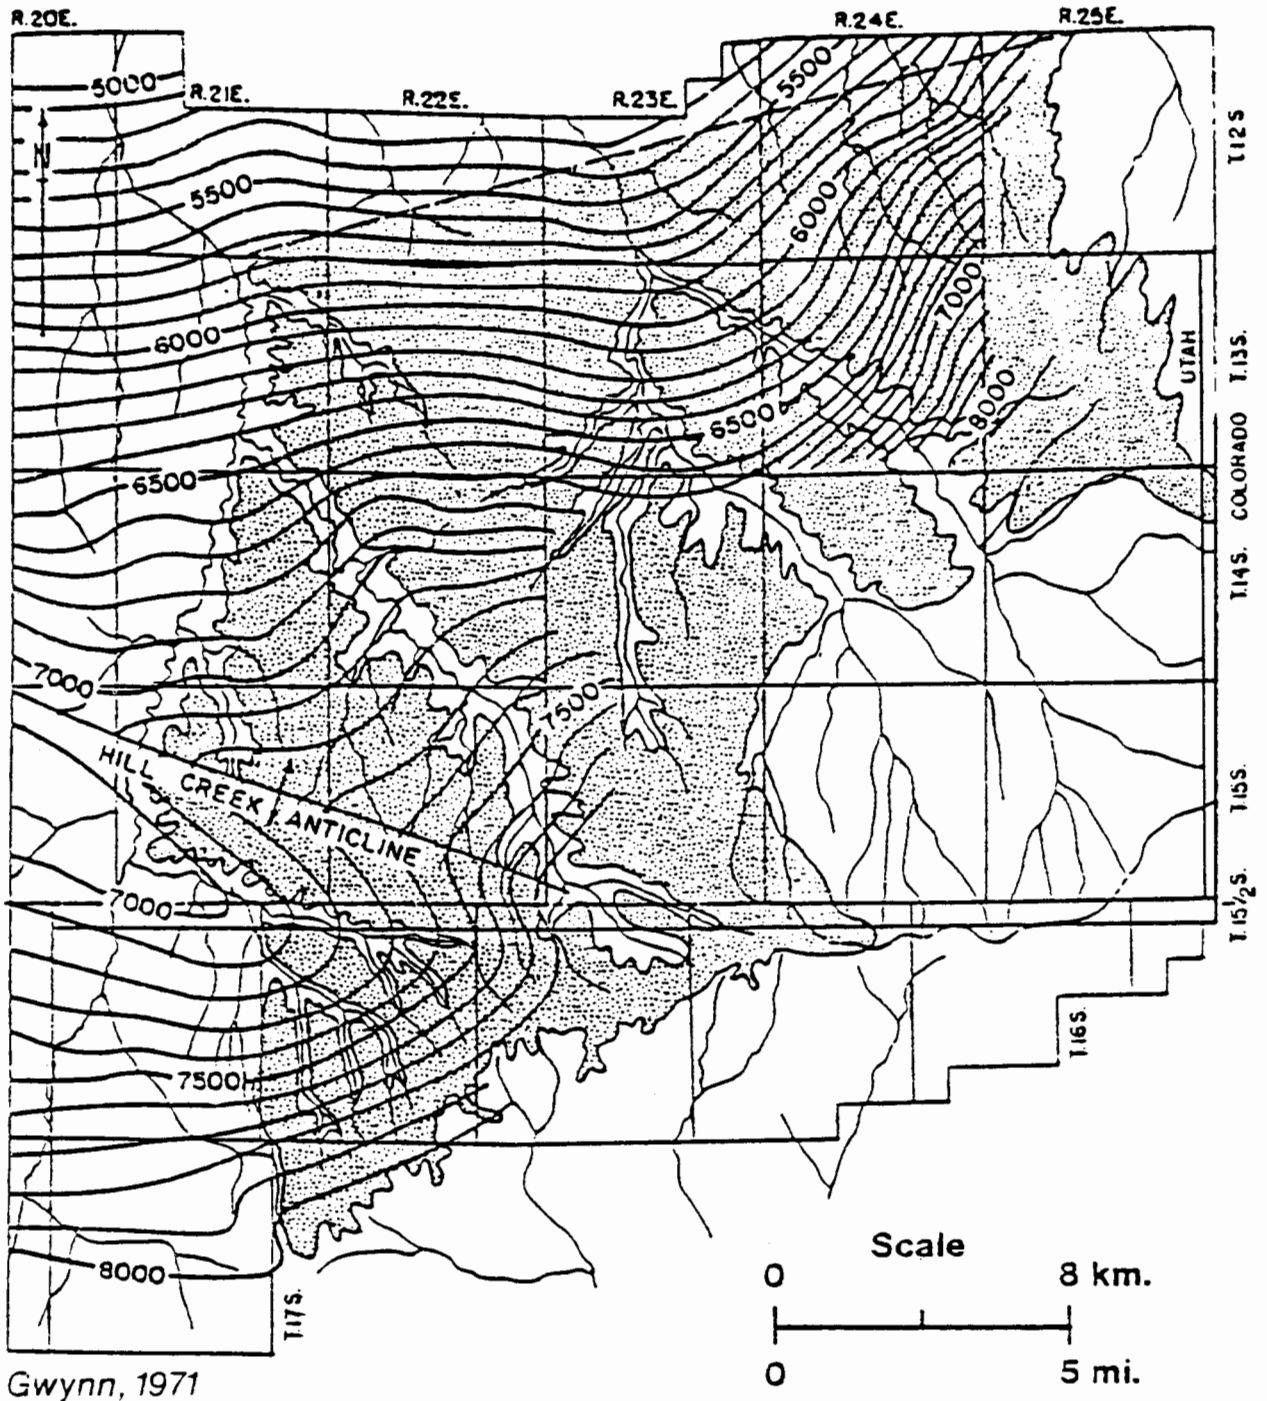 R.20E.
R.24E.
R.25E.
5000
R.21E.
R.22E.
R.23E.
5500
T.12S
N
5500
6000
7000
6000
UTAH
T.13S.
8000
6500
6500
COLOHADO
T.14S.
7000
7500
HILL CREEK ANTICLINE
T.15S.
7000
T.15½S.
T.16S.
7500
8000
T.17S.
Scale
0 8 km.
0 5 mi.
Gwynn, 1971